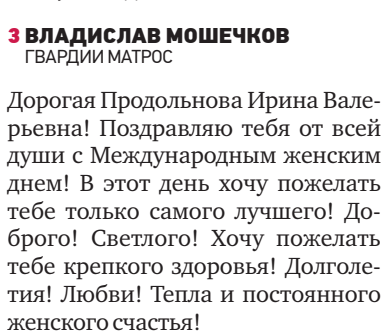 3 ВЛАДИСЛАВ МОШЕЧКОВ
ГВАРДИИ МАТРОС
Дорогая Продольнова Ирина Вале-
рьевна! Поздравляю тебя от всей
души с Международным женским
днем! В этот день хочу пожелать
тебе только самого лучшего! До-
брого! Светлого! Хочу пожелать
тебе крепкого здоровья! Долголе-
тия! Любви! Тепла и постоянного
женского счастья!